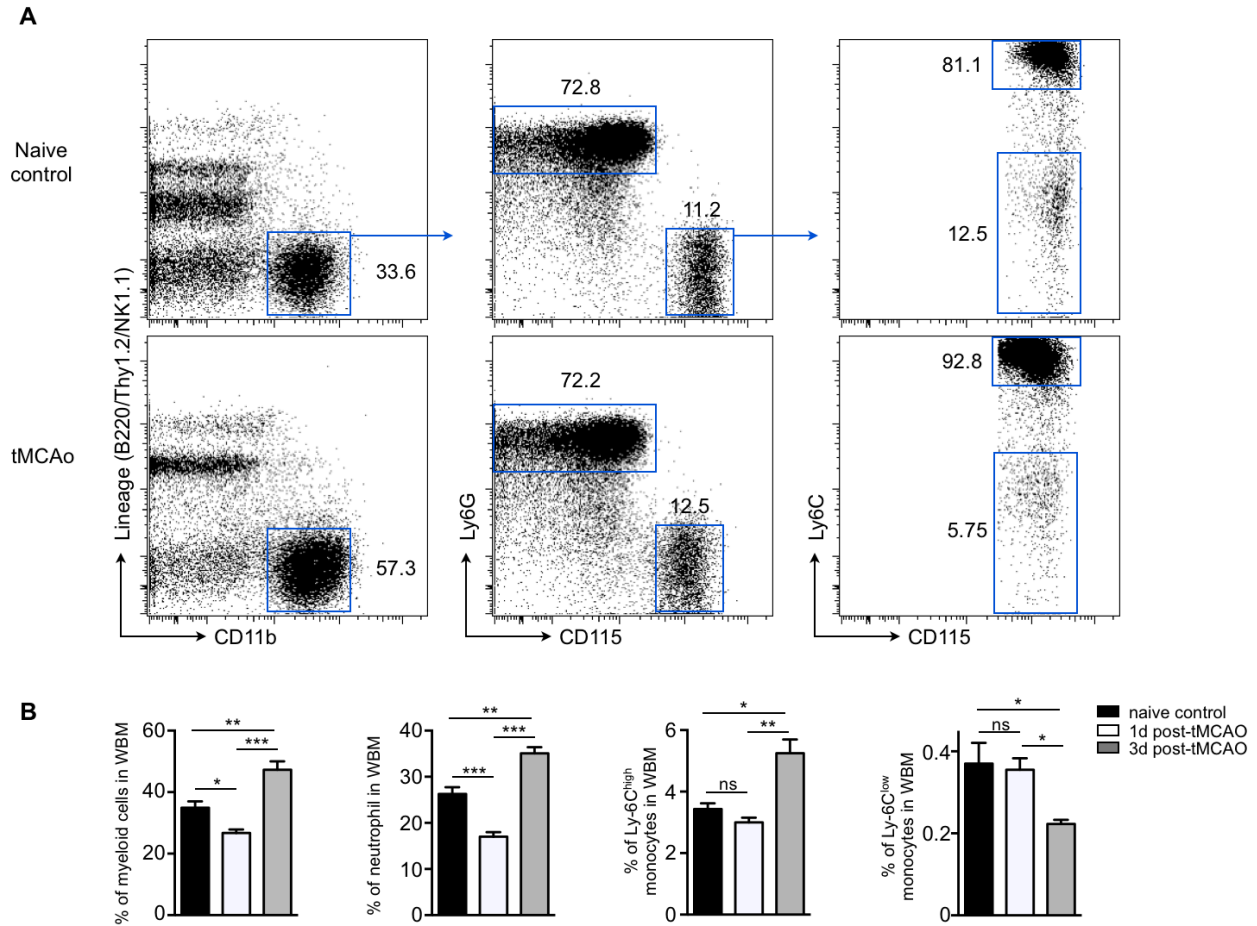 A
Naive
control
33.6
72.8
11.2
81.1
12.5
tMCAo
57.3
72.2
12.5
92.8
5.75
Lineage (B220/Thy1.2/NK1.1)
CD11b
Ly6G
CD115
Ly6C
CD115
B
% of myeloid cells in WBM
60
40
20
0
**
***
*
% of neutrophil in WBM
40
30
20
10
0
**
***
***
% of Ly-6Chigh
monocytes in WBM
6
4
2
0
*
**
ns
% of Ly-6Clow
monocytes in WBM
0.4
0.2
0
*
ns
*
naive control
1d post-tMCAO
3d post-tMCAO